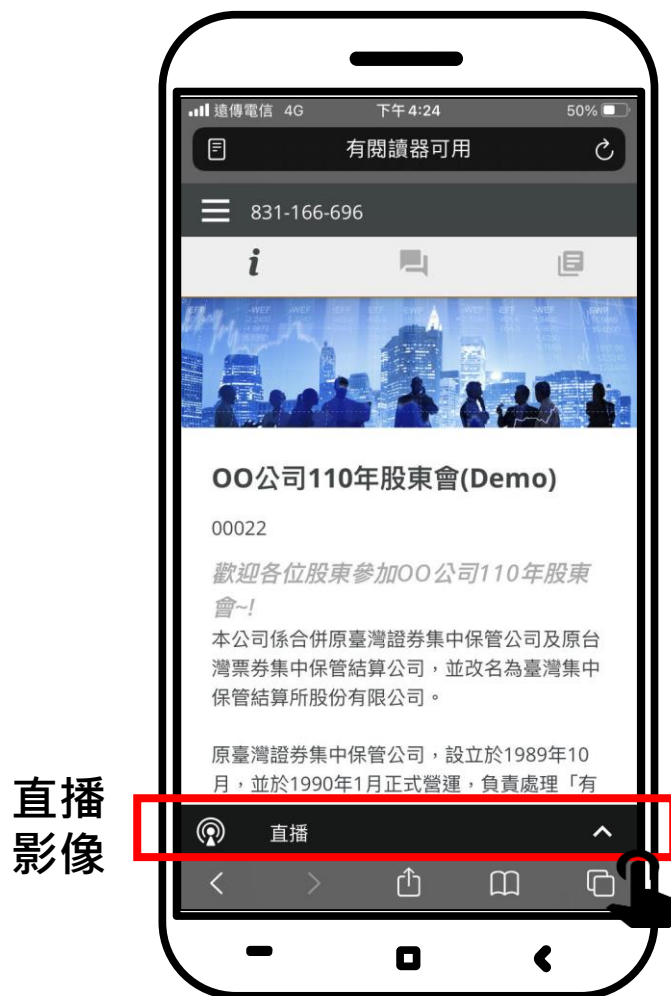 遠傳電信 4G 下午4:24 50%
有閱讀器可用
831-166-696
i
OO公司110年股東會(Demo)
00022
歡迎各位股東參加OO公司110年股東
會~!
本公司係合併原臺灣證券集中保管公司及原台
灣票券集中保管結算公司，並改名為臺灣集中
保管結算所股份有限公司。
原臺灣證券集中保管公司，設立於1989年10
月，並於1990年1月正式營運，負責處理「有
直播
影像
直播